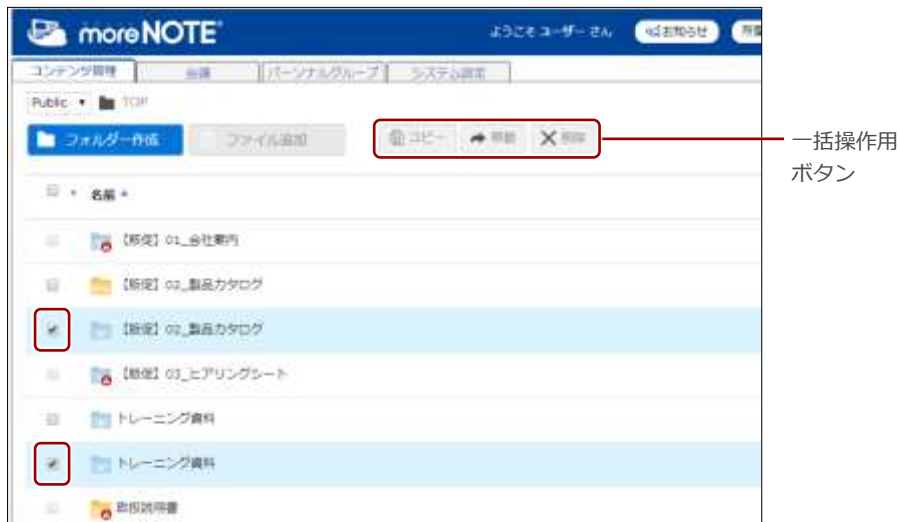 moreNOTE
ようこそ ユーザー さん
お知らせ
コンテンツ管理
会議
パーソナルグループ
システム設定
Public
TOP
フォルダー作成
ファイル追加
コピー
移動
削除
一括操作用
ボタン
名前
【販促】01_会社案内
【販促】02_製品カタログ
【販促】02_製品カタログ
【販促】03_ヒアリングシート
トレーニング資料
トレーニング資料
取扱説明書